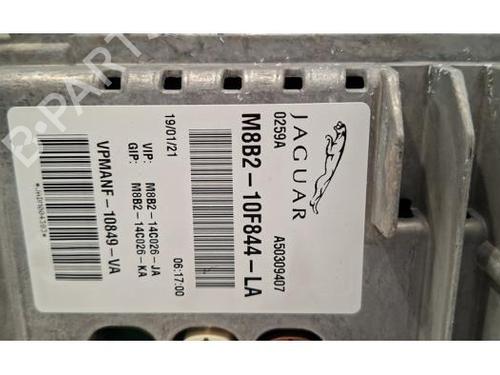 JAGUAR
0259A
A50309407
M8B2-10F844-LA
19/01/21
06:17:00
VIP: M8B2-14C026-JA
GIP: M8B2-14C026-KA
VPMANF-10849-VA
B-PARTS